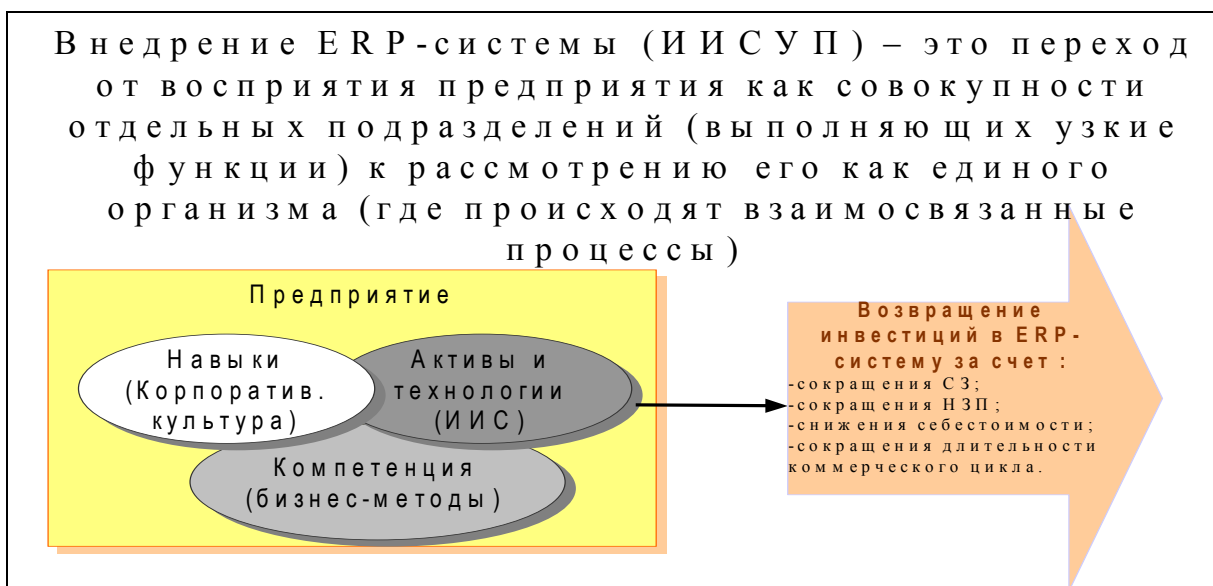 Внедрение ERP-системы (ИИСУП) – это переход
от восприятия предприятия как совокупности
отдельных подразделений (выполняющих узкие
функции) к рассмотрению его как единого
организма (где происходят взаимосвязанные
процессы)
Предприятие
Навыки
(Корпоратив.
культура)
Активы и
технологии
(ИИС)
Компетенция
(бизнес-методы)
Возвращение
инвестиций в ERP-
систему за счет:
-сокращения СЗ;
-сокращения НЗП;
-снижения себестоимости;
-сокращения длительности
коммерческого цикла.